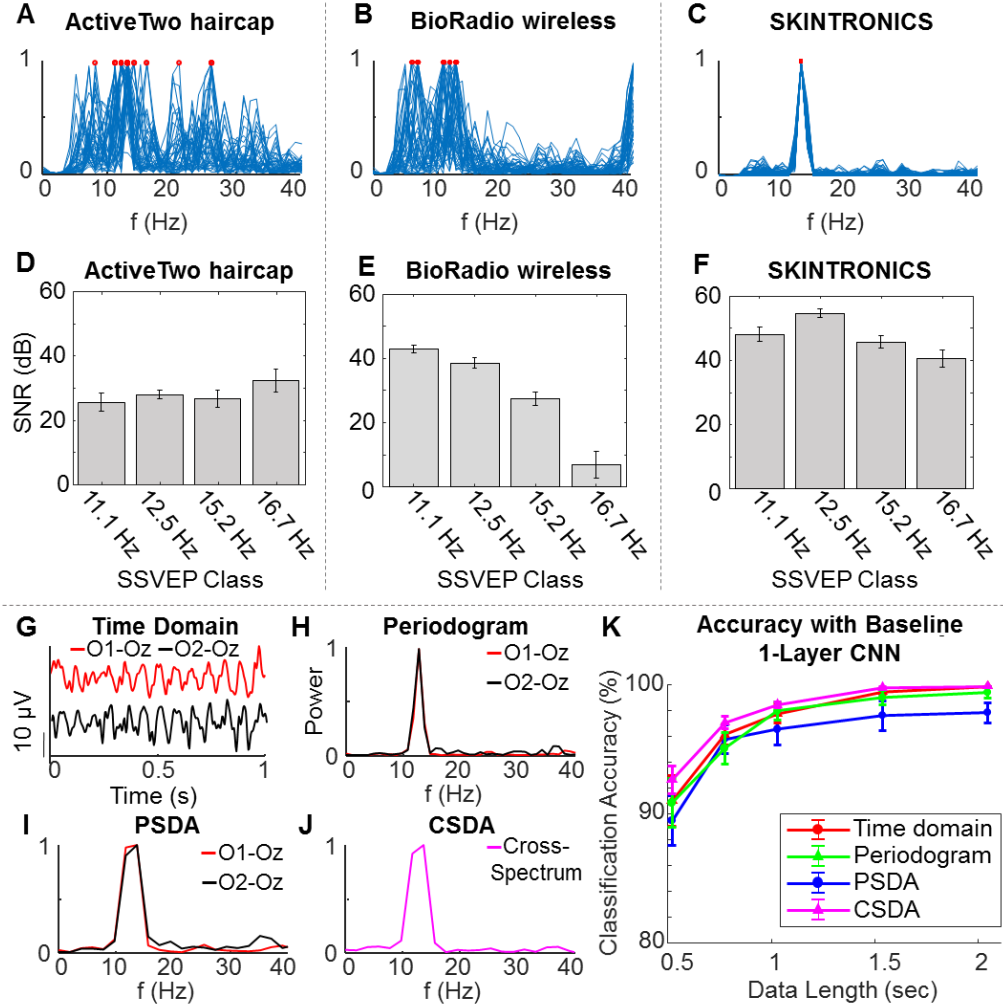 A
ActiveTwo haircap
1
0
0 10 20 30 40
f (Hz)
B
BioRadio wireless
1
0
0 10 20 30 40
f (Hz)
C
SKINTRONICS
1
0
0 10 20 30 40
f (Hz)
D
ActiveTwo haircap
SNR (dB)
60
40
20
0
11.1 Hz
12.5 Hz
15.2 Hz
16.7 Hz
SSVEP Class
E
BioRadio wireless
60
40
20
0
11.1 Hz
12.5 Hz
15.2 Hz
16.7 Hz
SSVEP Class
F
SKINTRONICS
60
40
20
0
11.1 Hz
12.5 Hz
15.2 Hz
16.7 Hz
SSVEP Class
G
Time Domain
O1-Oz O2-Oz
10 µV
0 0.5 1
Time (s)
H
Periodogram
1
O1-Oz
O2-Oz
Power
0
0 10 20 30 40
f (Hz)
I
PSDA
1
O1-Oz
O2-Oz
0
0 10 20 30 40
f (Hz)
J
CSDA
1
Cross-
Spectrum
0
0 10 20 30 40
f (Hz)
K
Accuracy with Baseline
1-Layer CNN
Classification Accuracy (%)
100
90
80
Time domain
Periodogram
PSDA
CSDA
0.5 1 1.5 2
Data Length (sec)